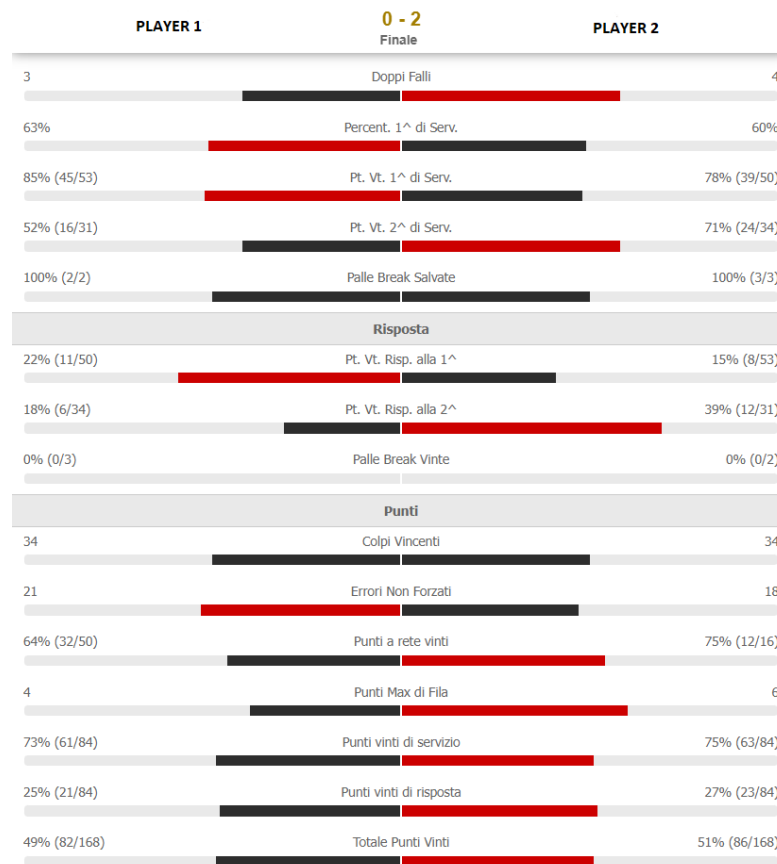 PLAYER 1 0 - 2 PLAYER 2
Finale
3 Doppi Falli 4
63% Percent. 1^ di Serv. 60%
85% (45/53) Pt. Vt. 1^ di Serv. 78% (39/50)
52% (16/31) Pt. Vt. 2^ di Serv. 71% (24/34)
100% (2/2) Palle Break Salvate 100% (3/3)
Risposta
22% (11/50) Pt. Vt. Risp. alla 1^ 15% (8/53)
18% (6/34) Pt. Vt. Risp. alla 2^ 39% (12/31)
0% (0/3) Palle Break Vinte 0% (0/2)
Punti
34 Colpi Vincenti 34
21 Errori Non Forzati 18
64% (32/50) Punti a rete vinti 75% (12/16)
4 Punti Max di Fila 6
73% (61/84) Punti vinti di servizio 75% (63/84)
25% (21/84) Punti vinti di risposta 27% (23/84)
49% (82/168) Totale Punti Vinti 51% (86/168)